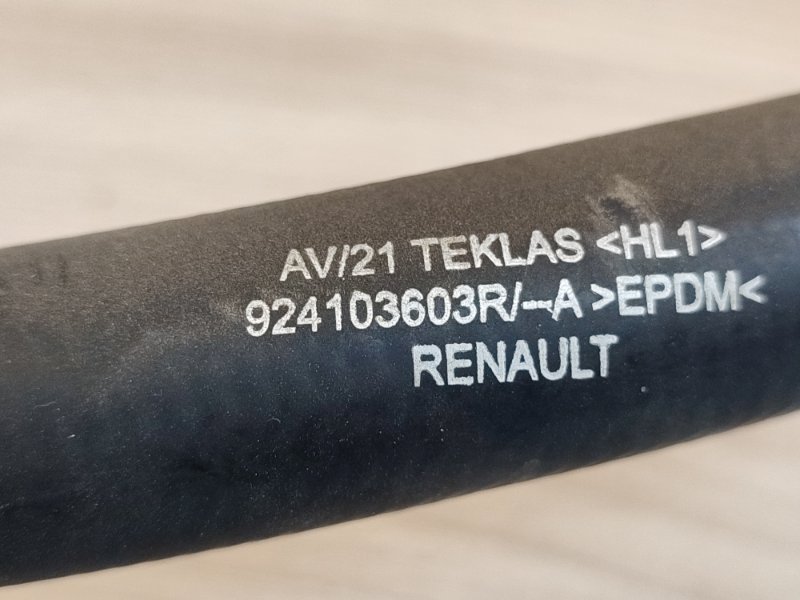 AV/21 TEKLAS <HL1>
924103603R/--A >EPDM<
RENAULT